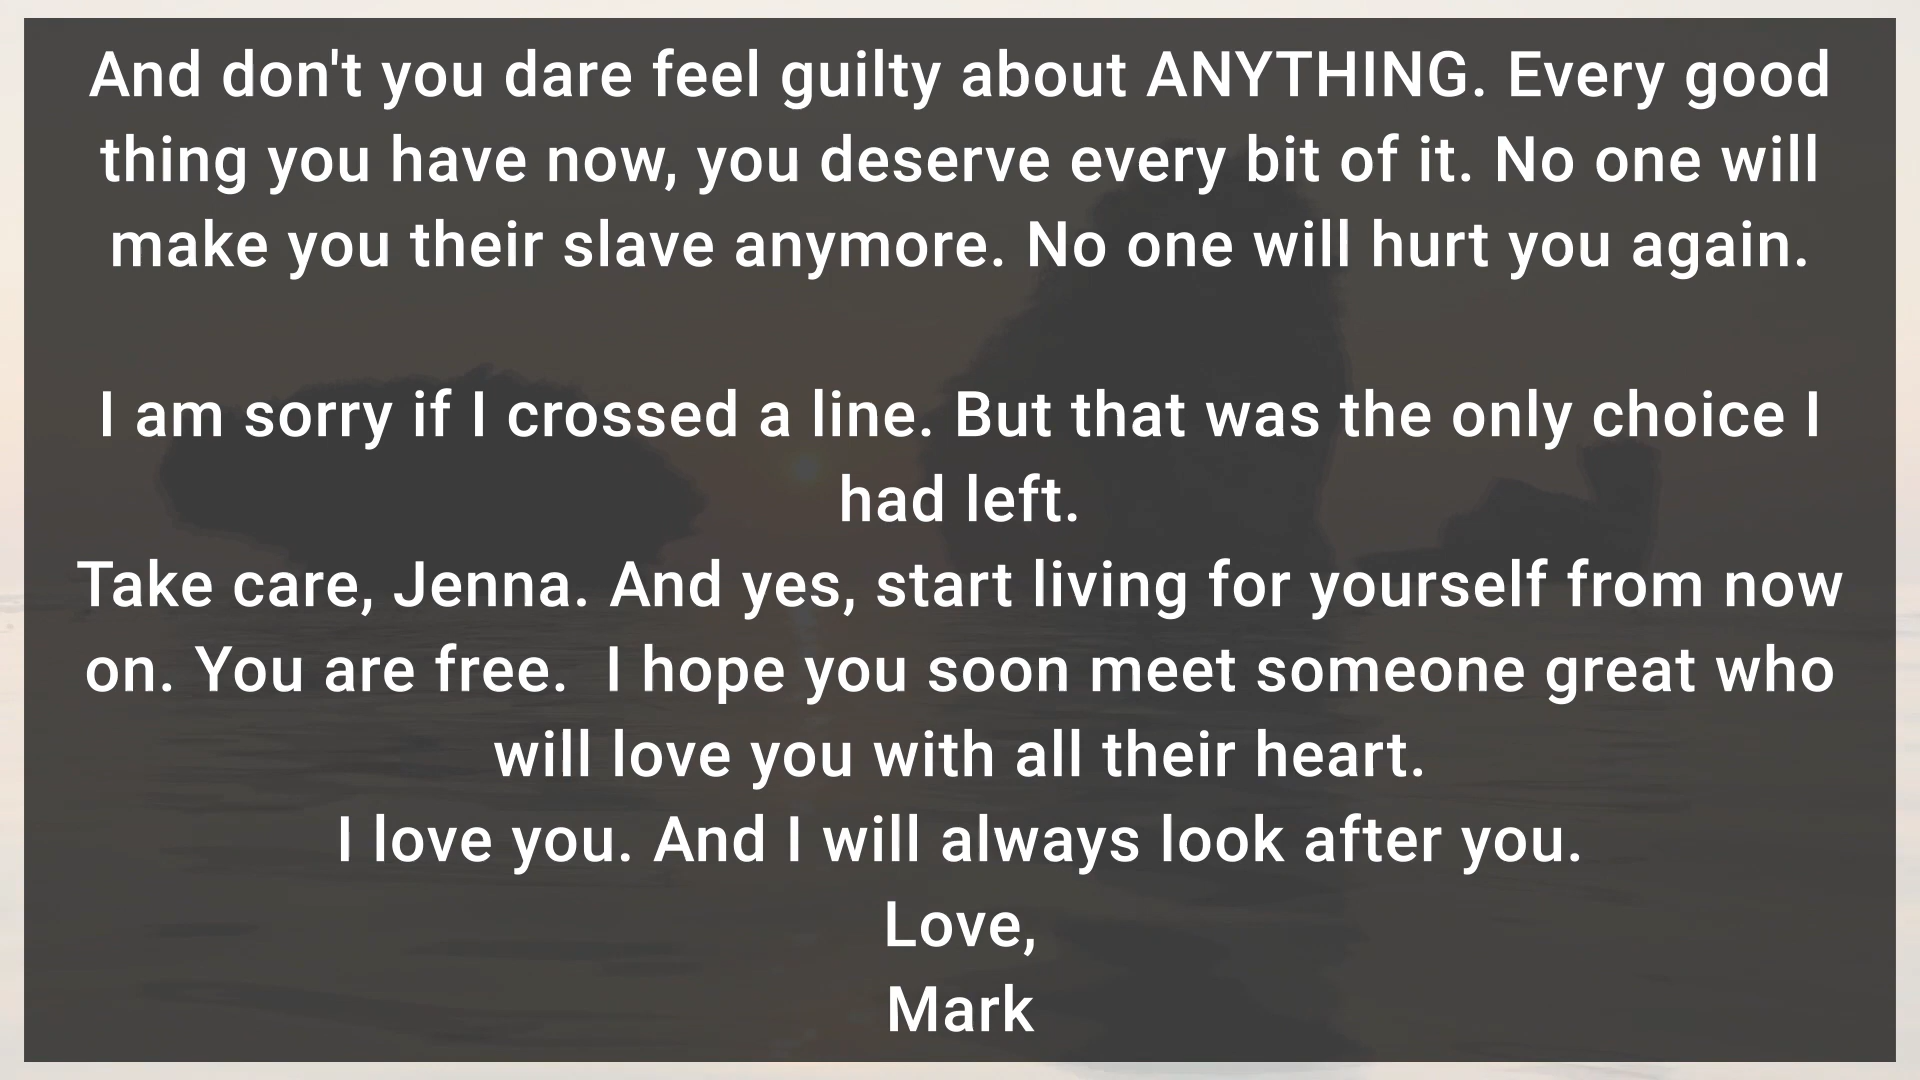 And don't you dare feel guilty about ANYTHING. Every good
thing you have now, you deserve every bit of it. No one will
make you their slave anymore. No one will hurt you again.
I am sorry if I crossed a line. But that was the only choice I
had left.
Take care, Jenna. And yes, start living for yourself from now
on. You are free.  I hope you soon meet someone great who
will love you with all their heart.
I love you. And I will always look after you.
Love,
Mark